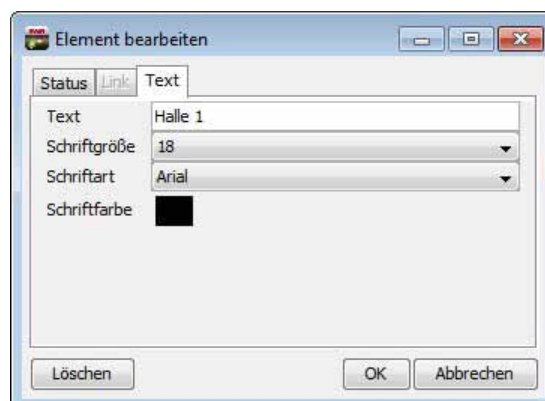 Element bearbeiten
Status Link Text
Text Halle 1
Schriftgröße 18
Schriftart Arial
Schriftfarbe
Löschen OK Abbrechen